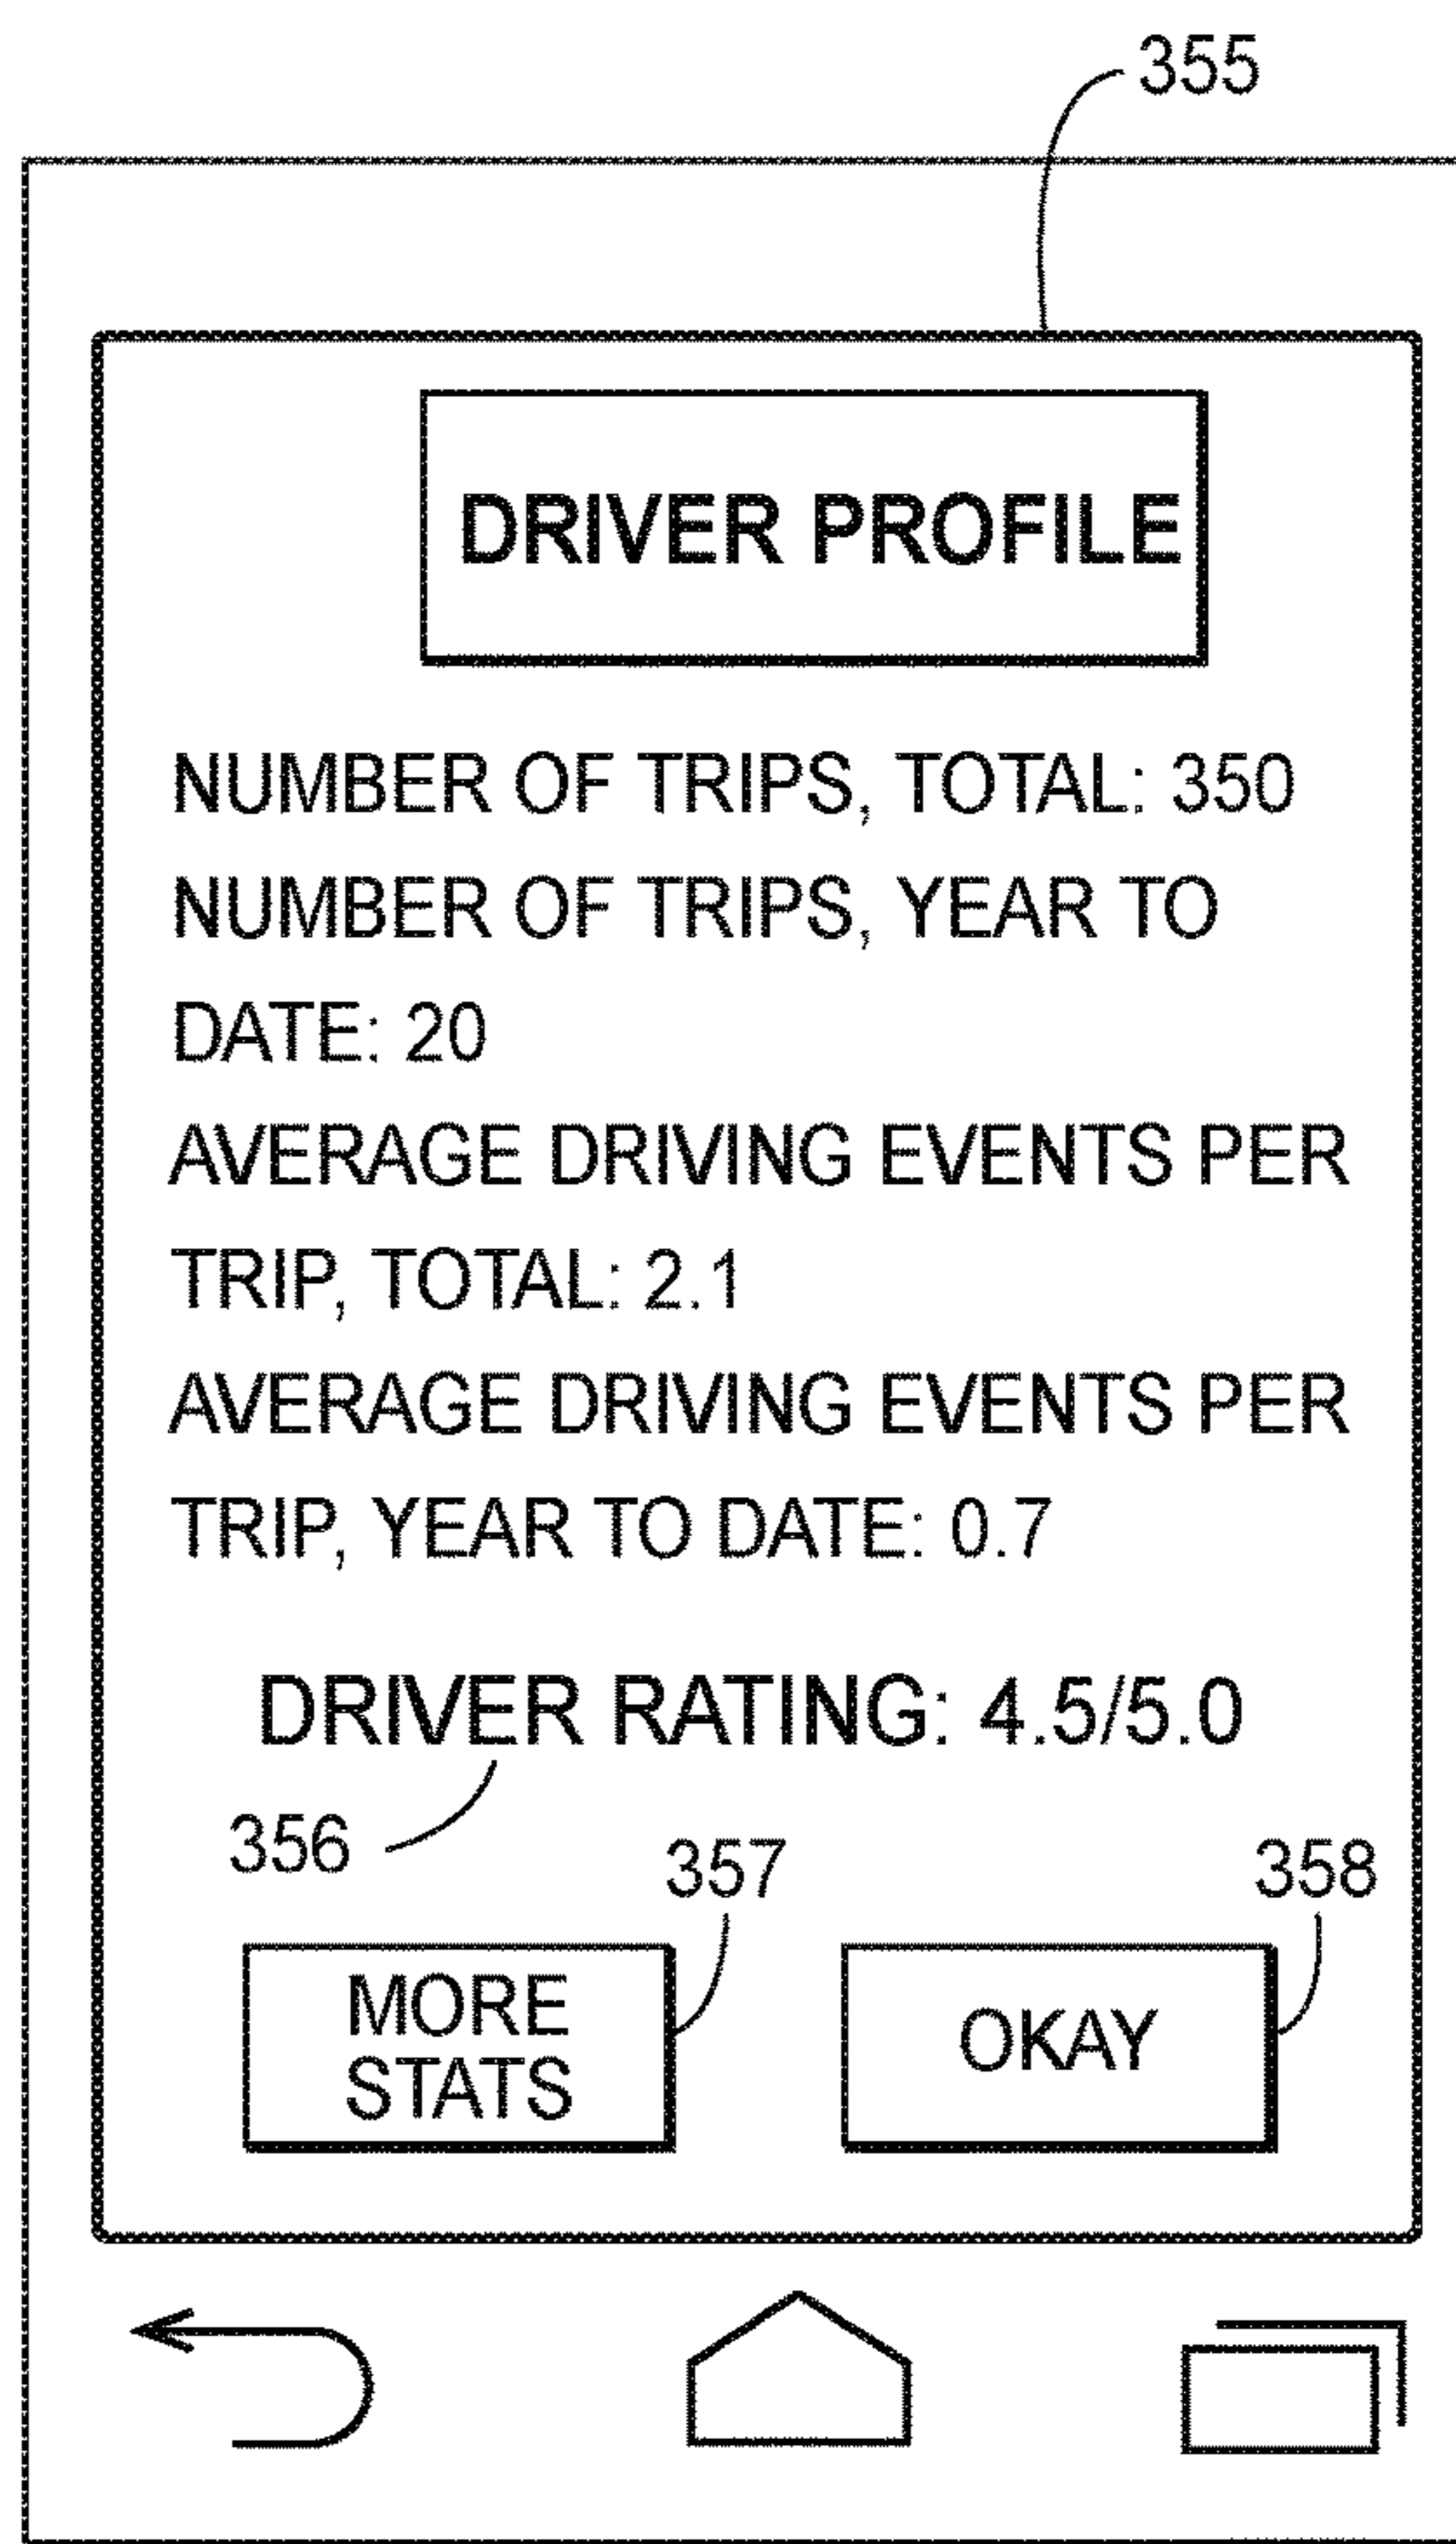 355
DRIVER PROFILE
NUMBER OF TRIPS, TOTAL: 350
NUMBER OF TRIPS, YEAR TO
DATE: 20
AVERAGE DRIVING EVENTS PER
TRIP, TOTAL: 2.1
AVERAGE DRIVING EVENTS PER
TRIP, YEAR TO DATE: 0.7
DRIVER RATING: 4.5/5.0
356
357
358
MORE
STATS
OKAY